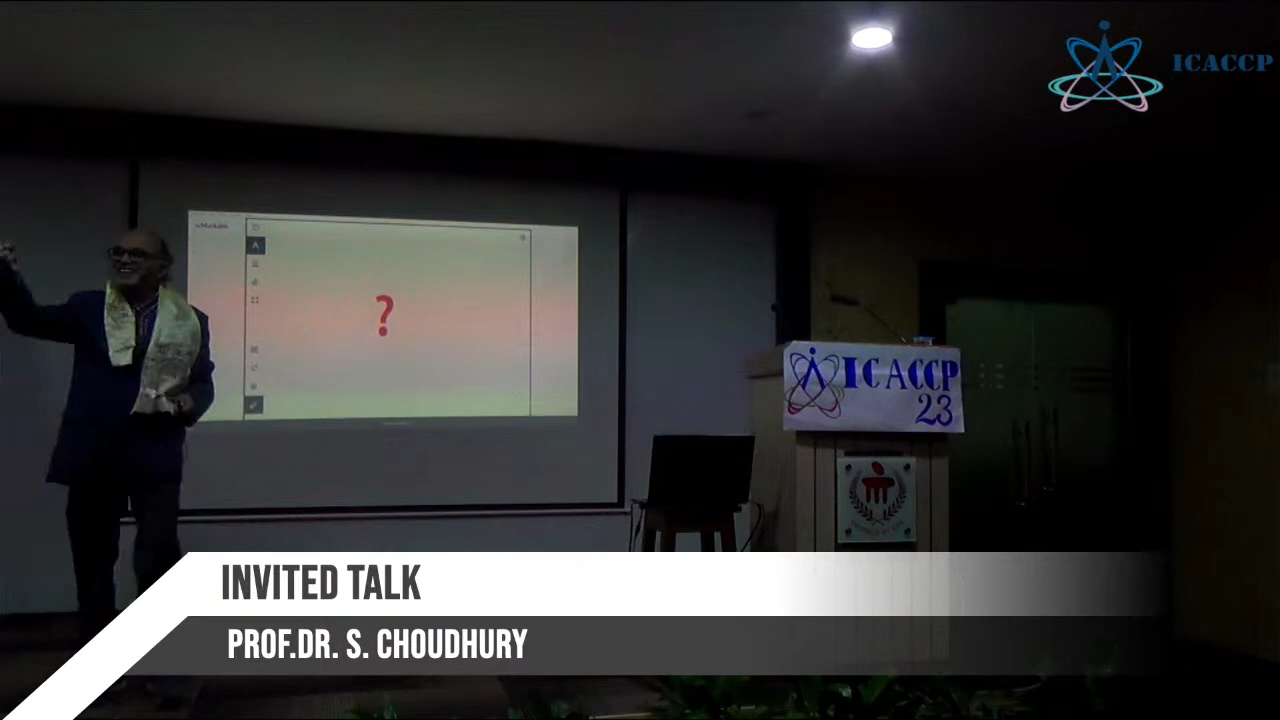 ICACCP
?
A
ICACCP
23
INVITED TALK
PROF.DR. S. CHOUDHURY